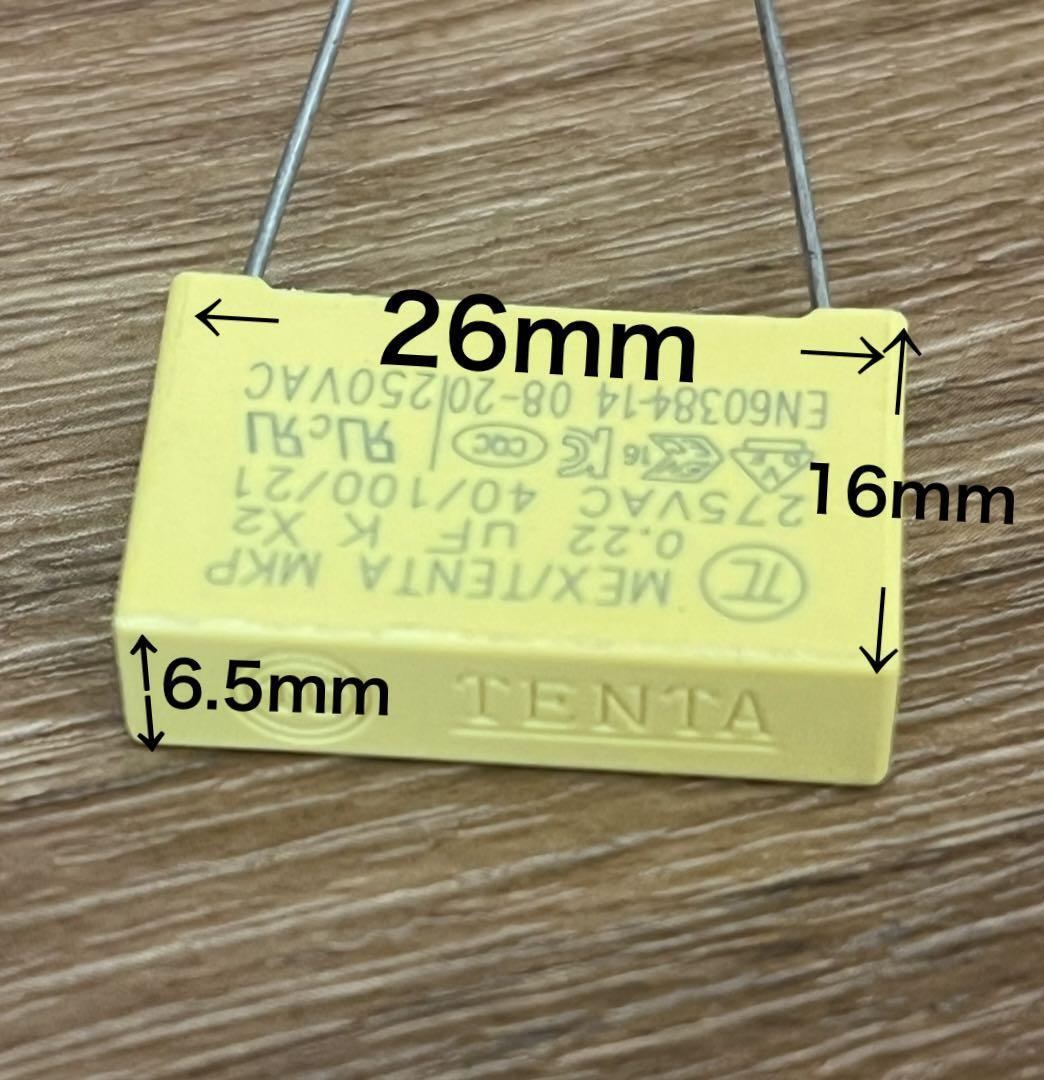 26mm
16mm
6.5mm
MEX/TENTA MKP
0.22 uF K X2
275VAC 40/100/21
16 CQC
EN60384-14 08-20 250VAC
TENTA